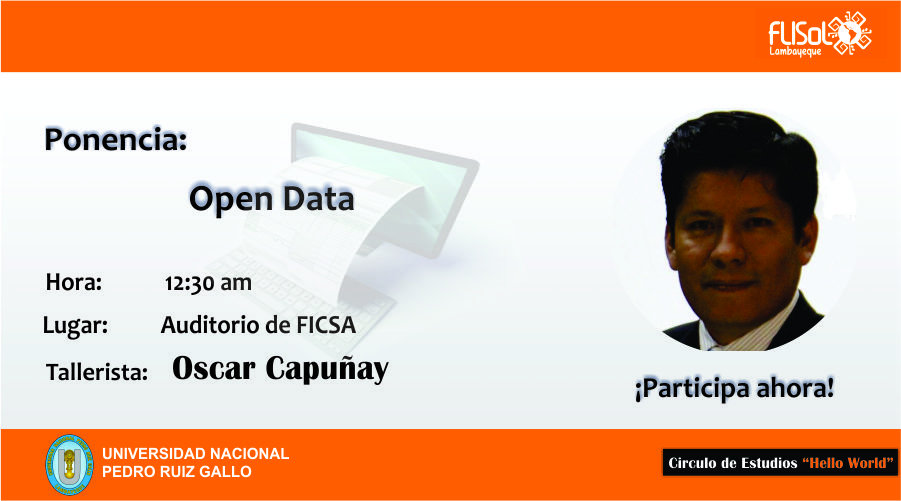 FLISoL
Lambayeque
Ponencia:
Open Data
Hora: 12:30 am
Lugar: Auditorio de FICSA
Tallerista: Oscar Capuñay
¡Participa ahora!
UNIVERSIDAD NACIONAL
PEDRO RUIZ GALLO
Circulo de Estudios “Hello World”